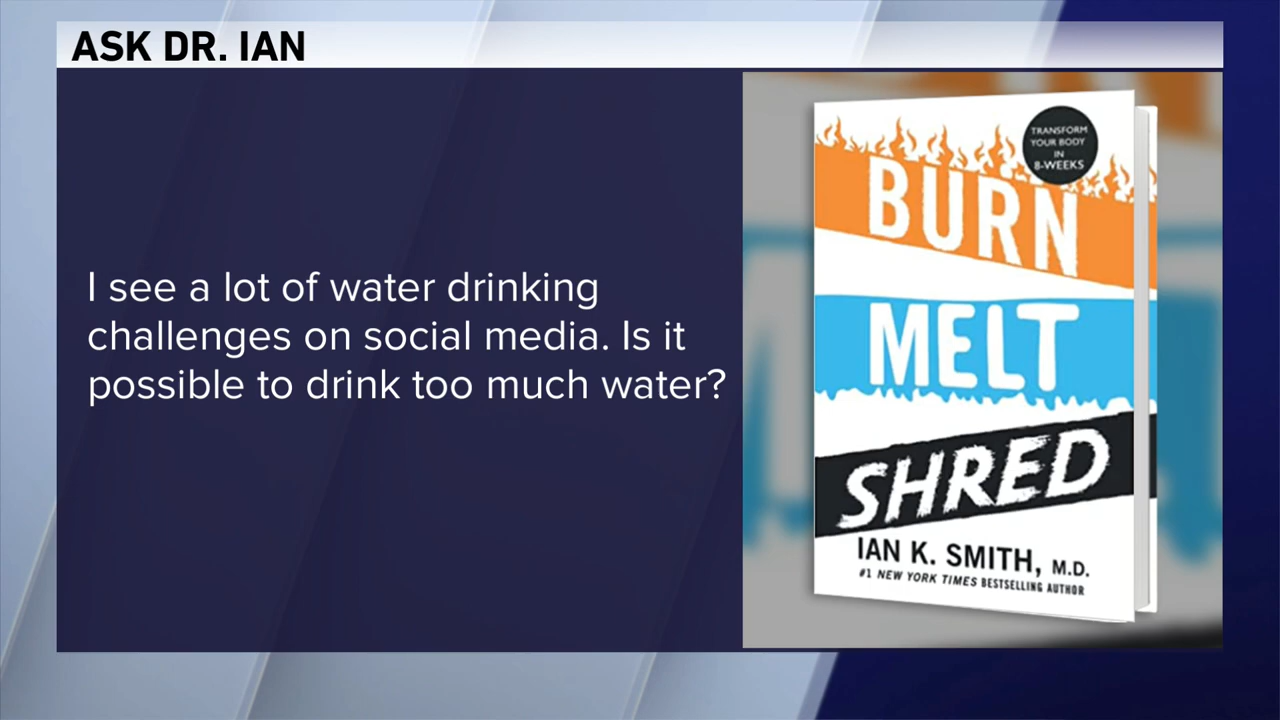 ASK DR. IAN
I see a lot of water drinking
challenges on social media. Is it
possible to drink too much water?
TRANSFORM
YOUR BODY
IN
8-WEEKS
BURN
MELT
SHRED
IAN K. SMITH, M.D.
#1 NEW YORK TIMES BESTSELLING AUTHOR